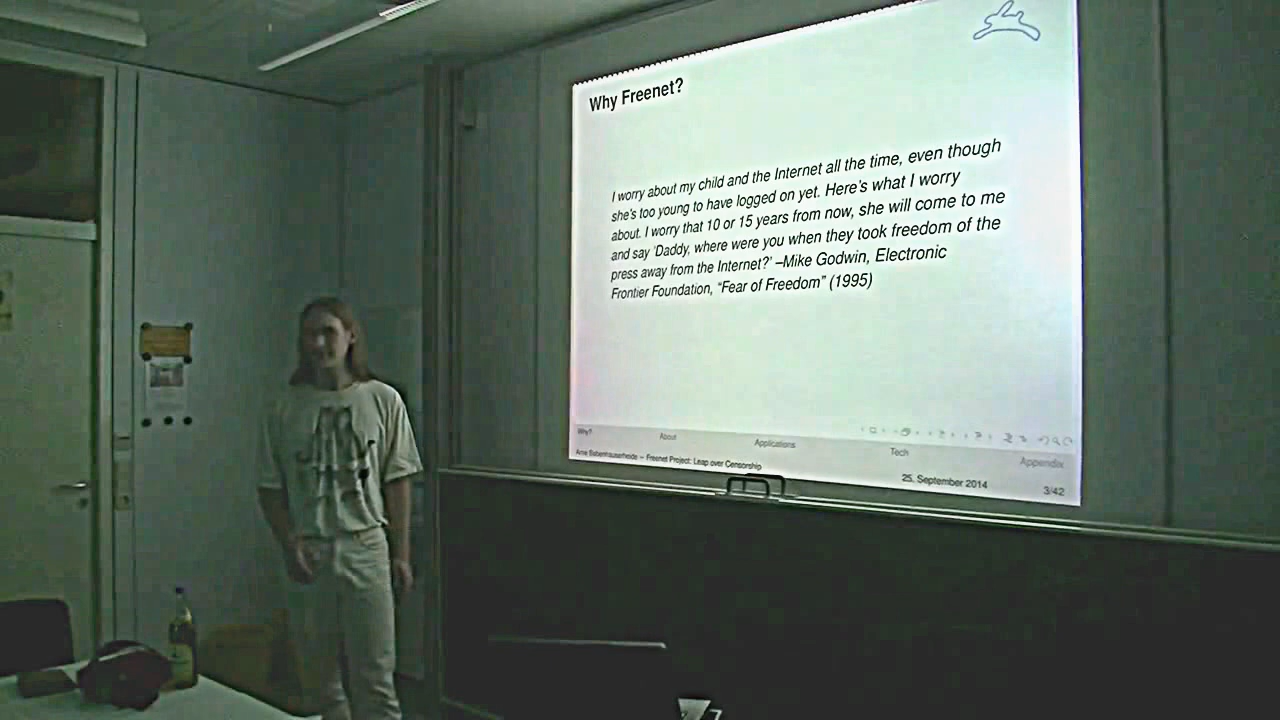 Why Freenet?
I worry about my child and the Internet all the time, even though
she's too young to have logged on yet. Here's what I worry
about. I worry that 10 or 15 years from now, she will come to me
and say 'Daddy, where were you when they took freedom of the
press away from the Internet?' –Mike Godwin, Electronic
Frontier Foundation, “Fear of Freedom” (1995)
Why? About Applications Tech Appendix
Arne Babenhauserheide — Freenet Project: Leap over Censorship
25. September 2014 3/42